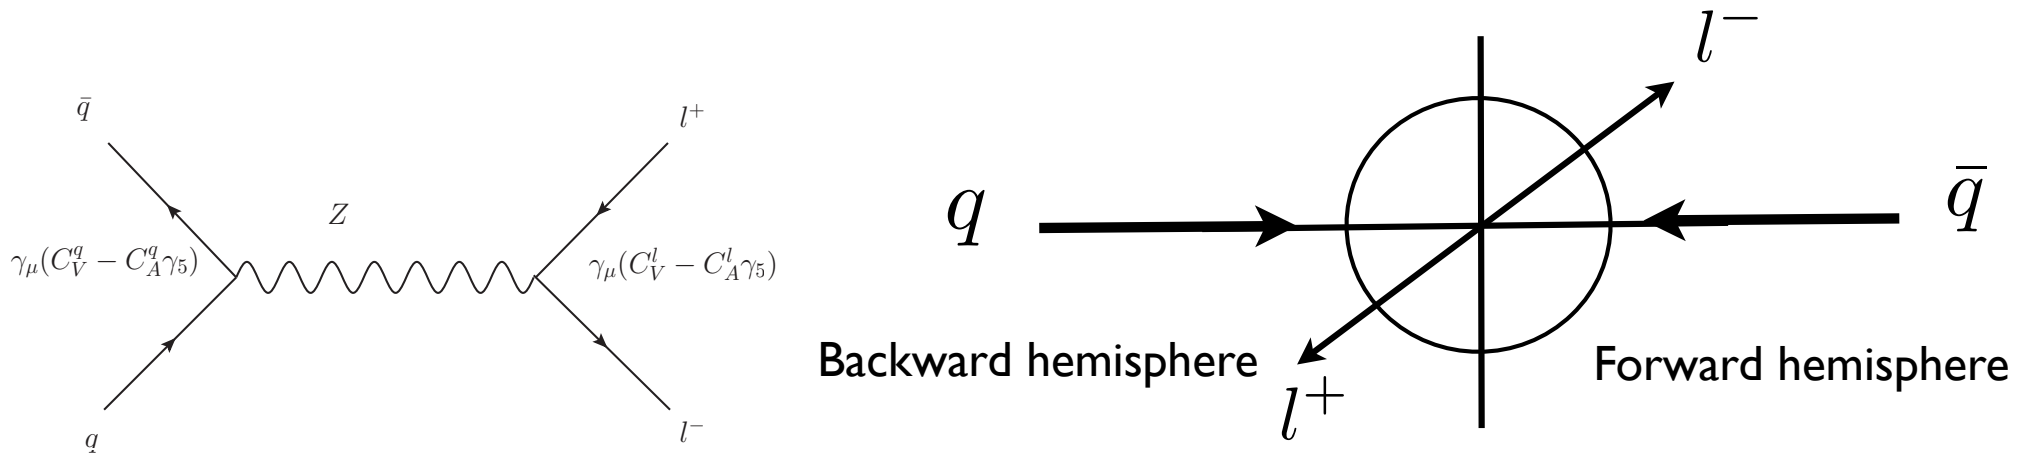 q̄
l⁺
Z
γ_μ(C_V^q − C_A^q γ_5)
γ_μ(C_V^l − C_A^l γ_5)
q
l⁻
l⁻
q
q̄
Backward hemisphere
Forward hemisphere
l⁺